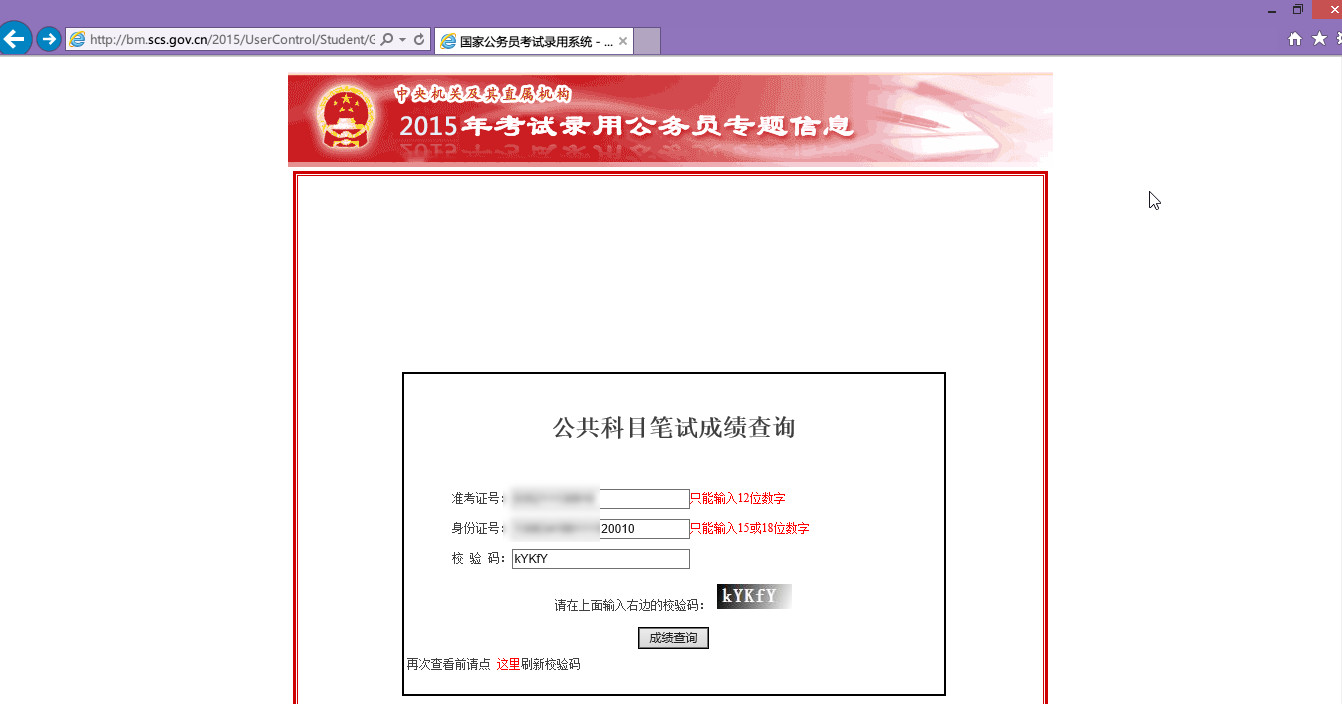 http://bm.scs.gov.cn/2015/UserControl/Student/G
国家公务员考试录用系统 - ...
中央机关及其直属机构
2015年考试录用公务员专题信息
公共科目笔试成绩查询
准考证号： 只能输入12位数字
身份证号： 20010 只能输入15或18位数字
校 验 码： kYKfY
请在上面输入右边的校验码： kYKfY
成绩查询
再次查看前请点 这里刷新校验码